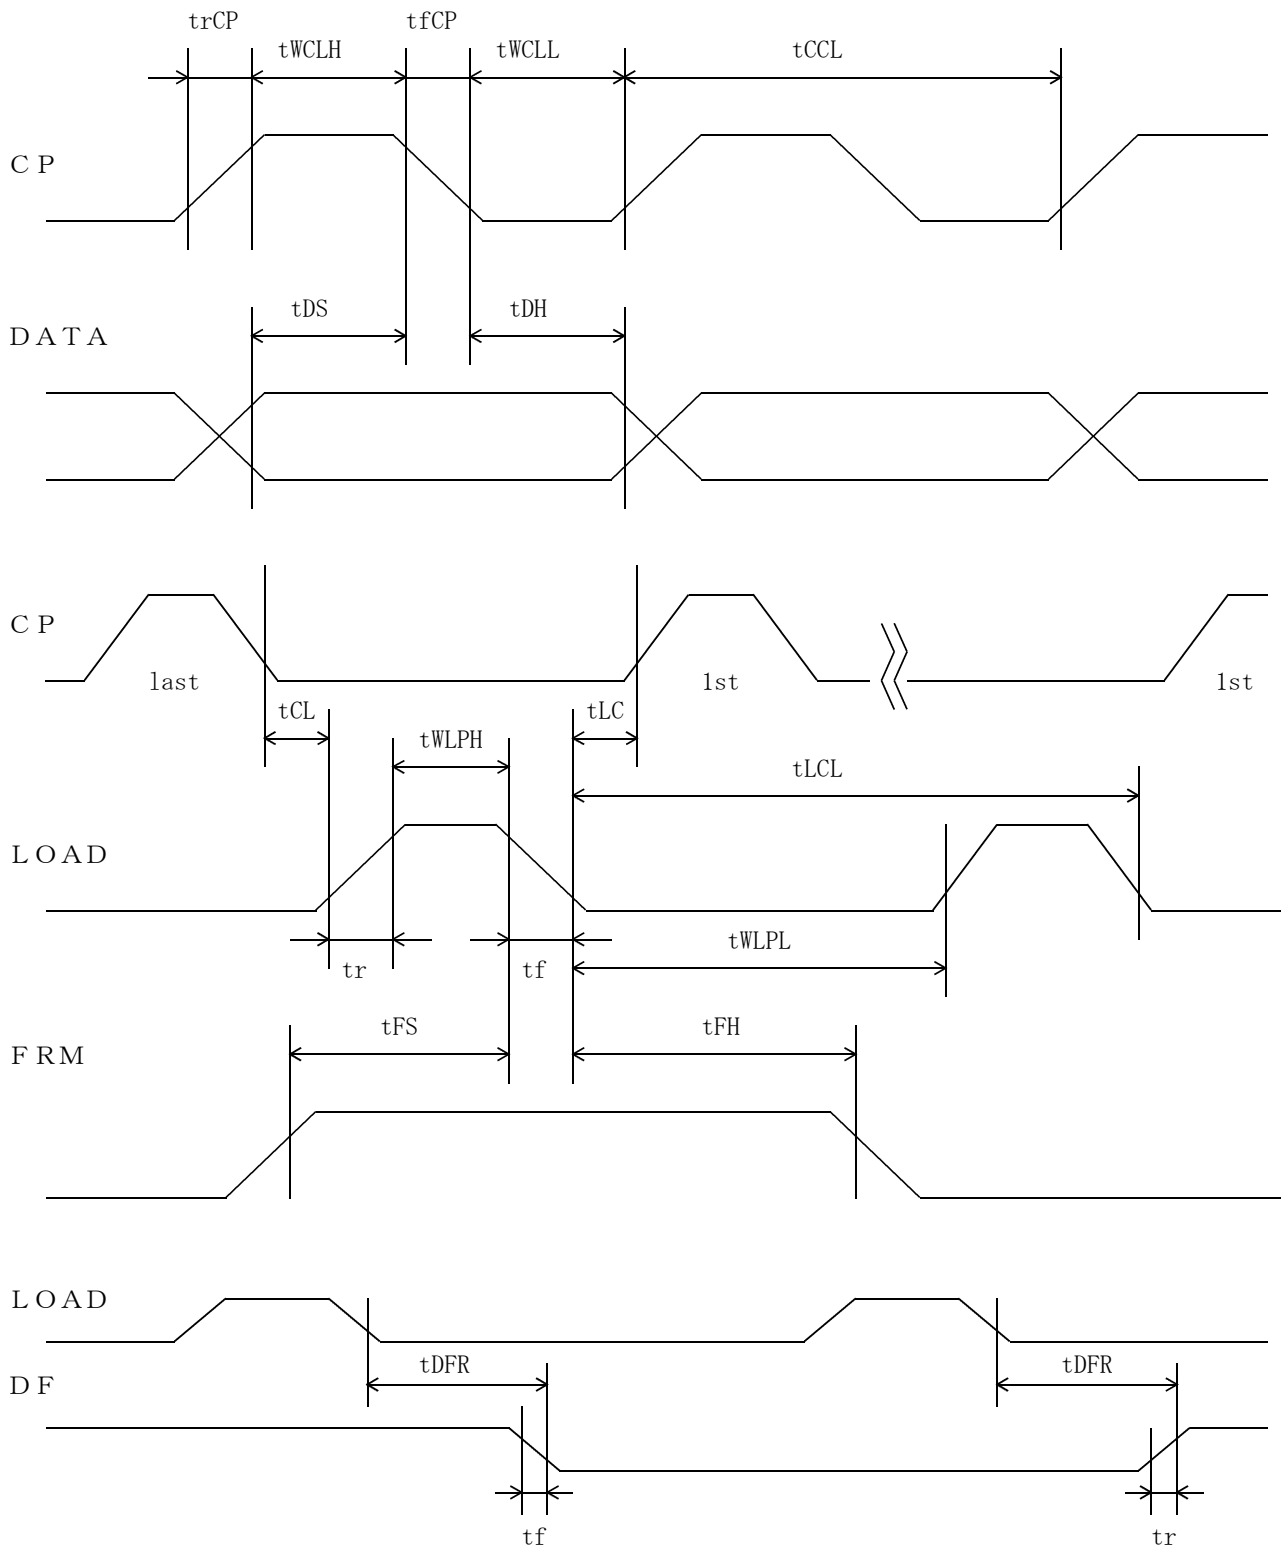 trCP tfCP
tWCLH tWCLL tCCL
CP
tDS tDH
DATA
CP
last 1st 1st
tCL tLC
tWLPH
tLCL
LOAD
tWLPL
tr tf
tFS tFH
FRM
LOAD
tDFR tDFR
DF
tf tr